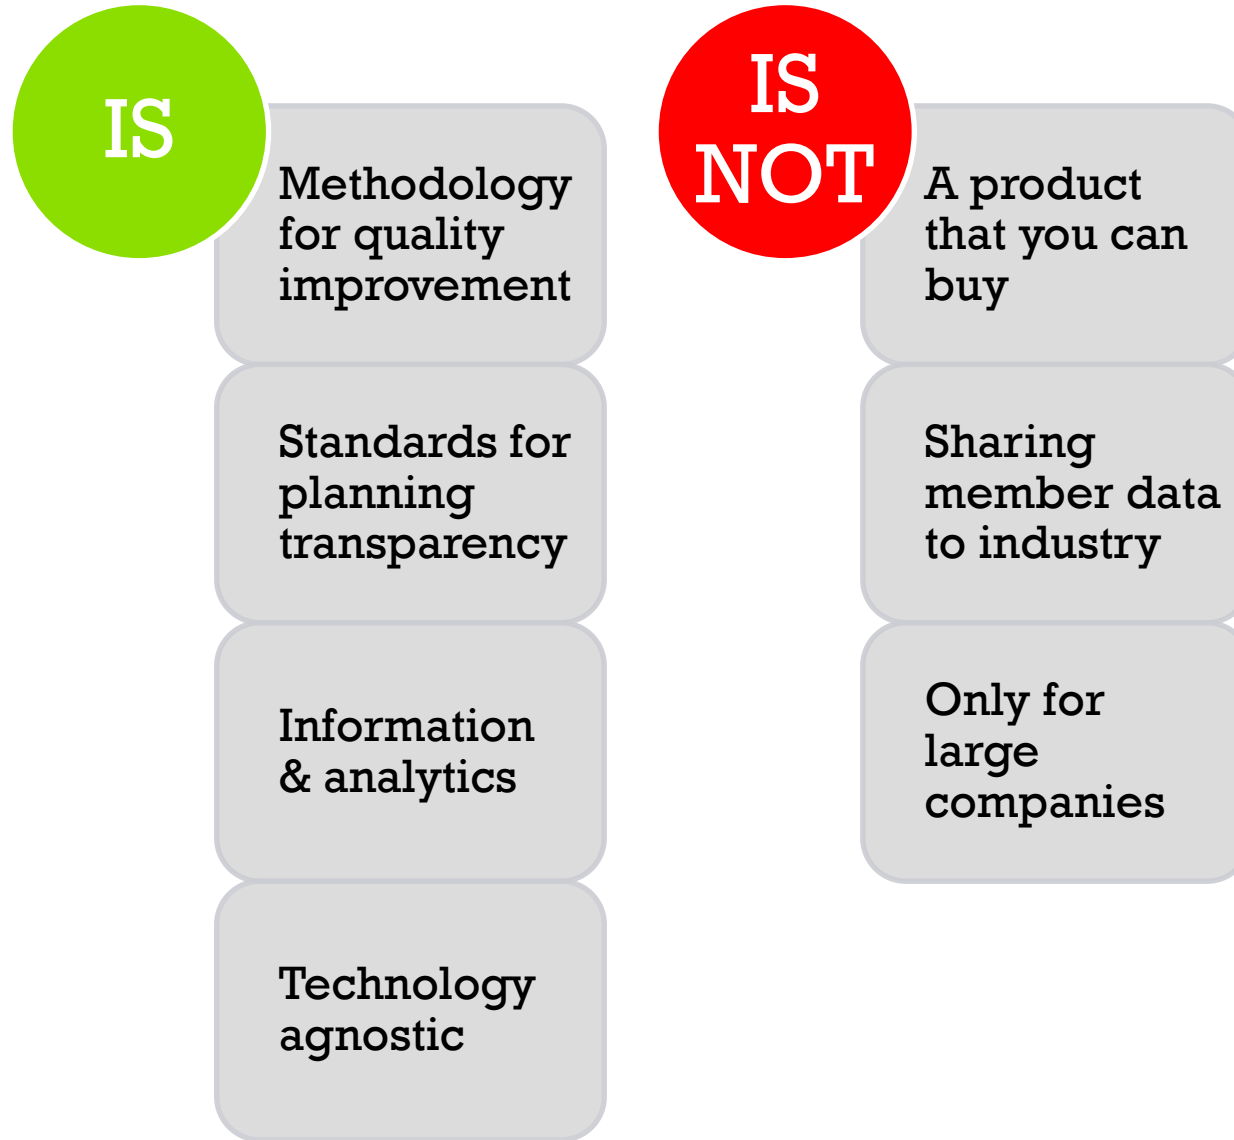 IS
Methodology
for quality
improvement
Standards for
planning
transparency
Information
& analytics
Technology
agnostic
IS
NOT
A product
that you can
buy
Sharing
member data
to industry
Only for
large
companies